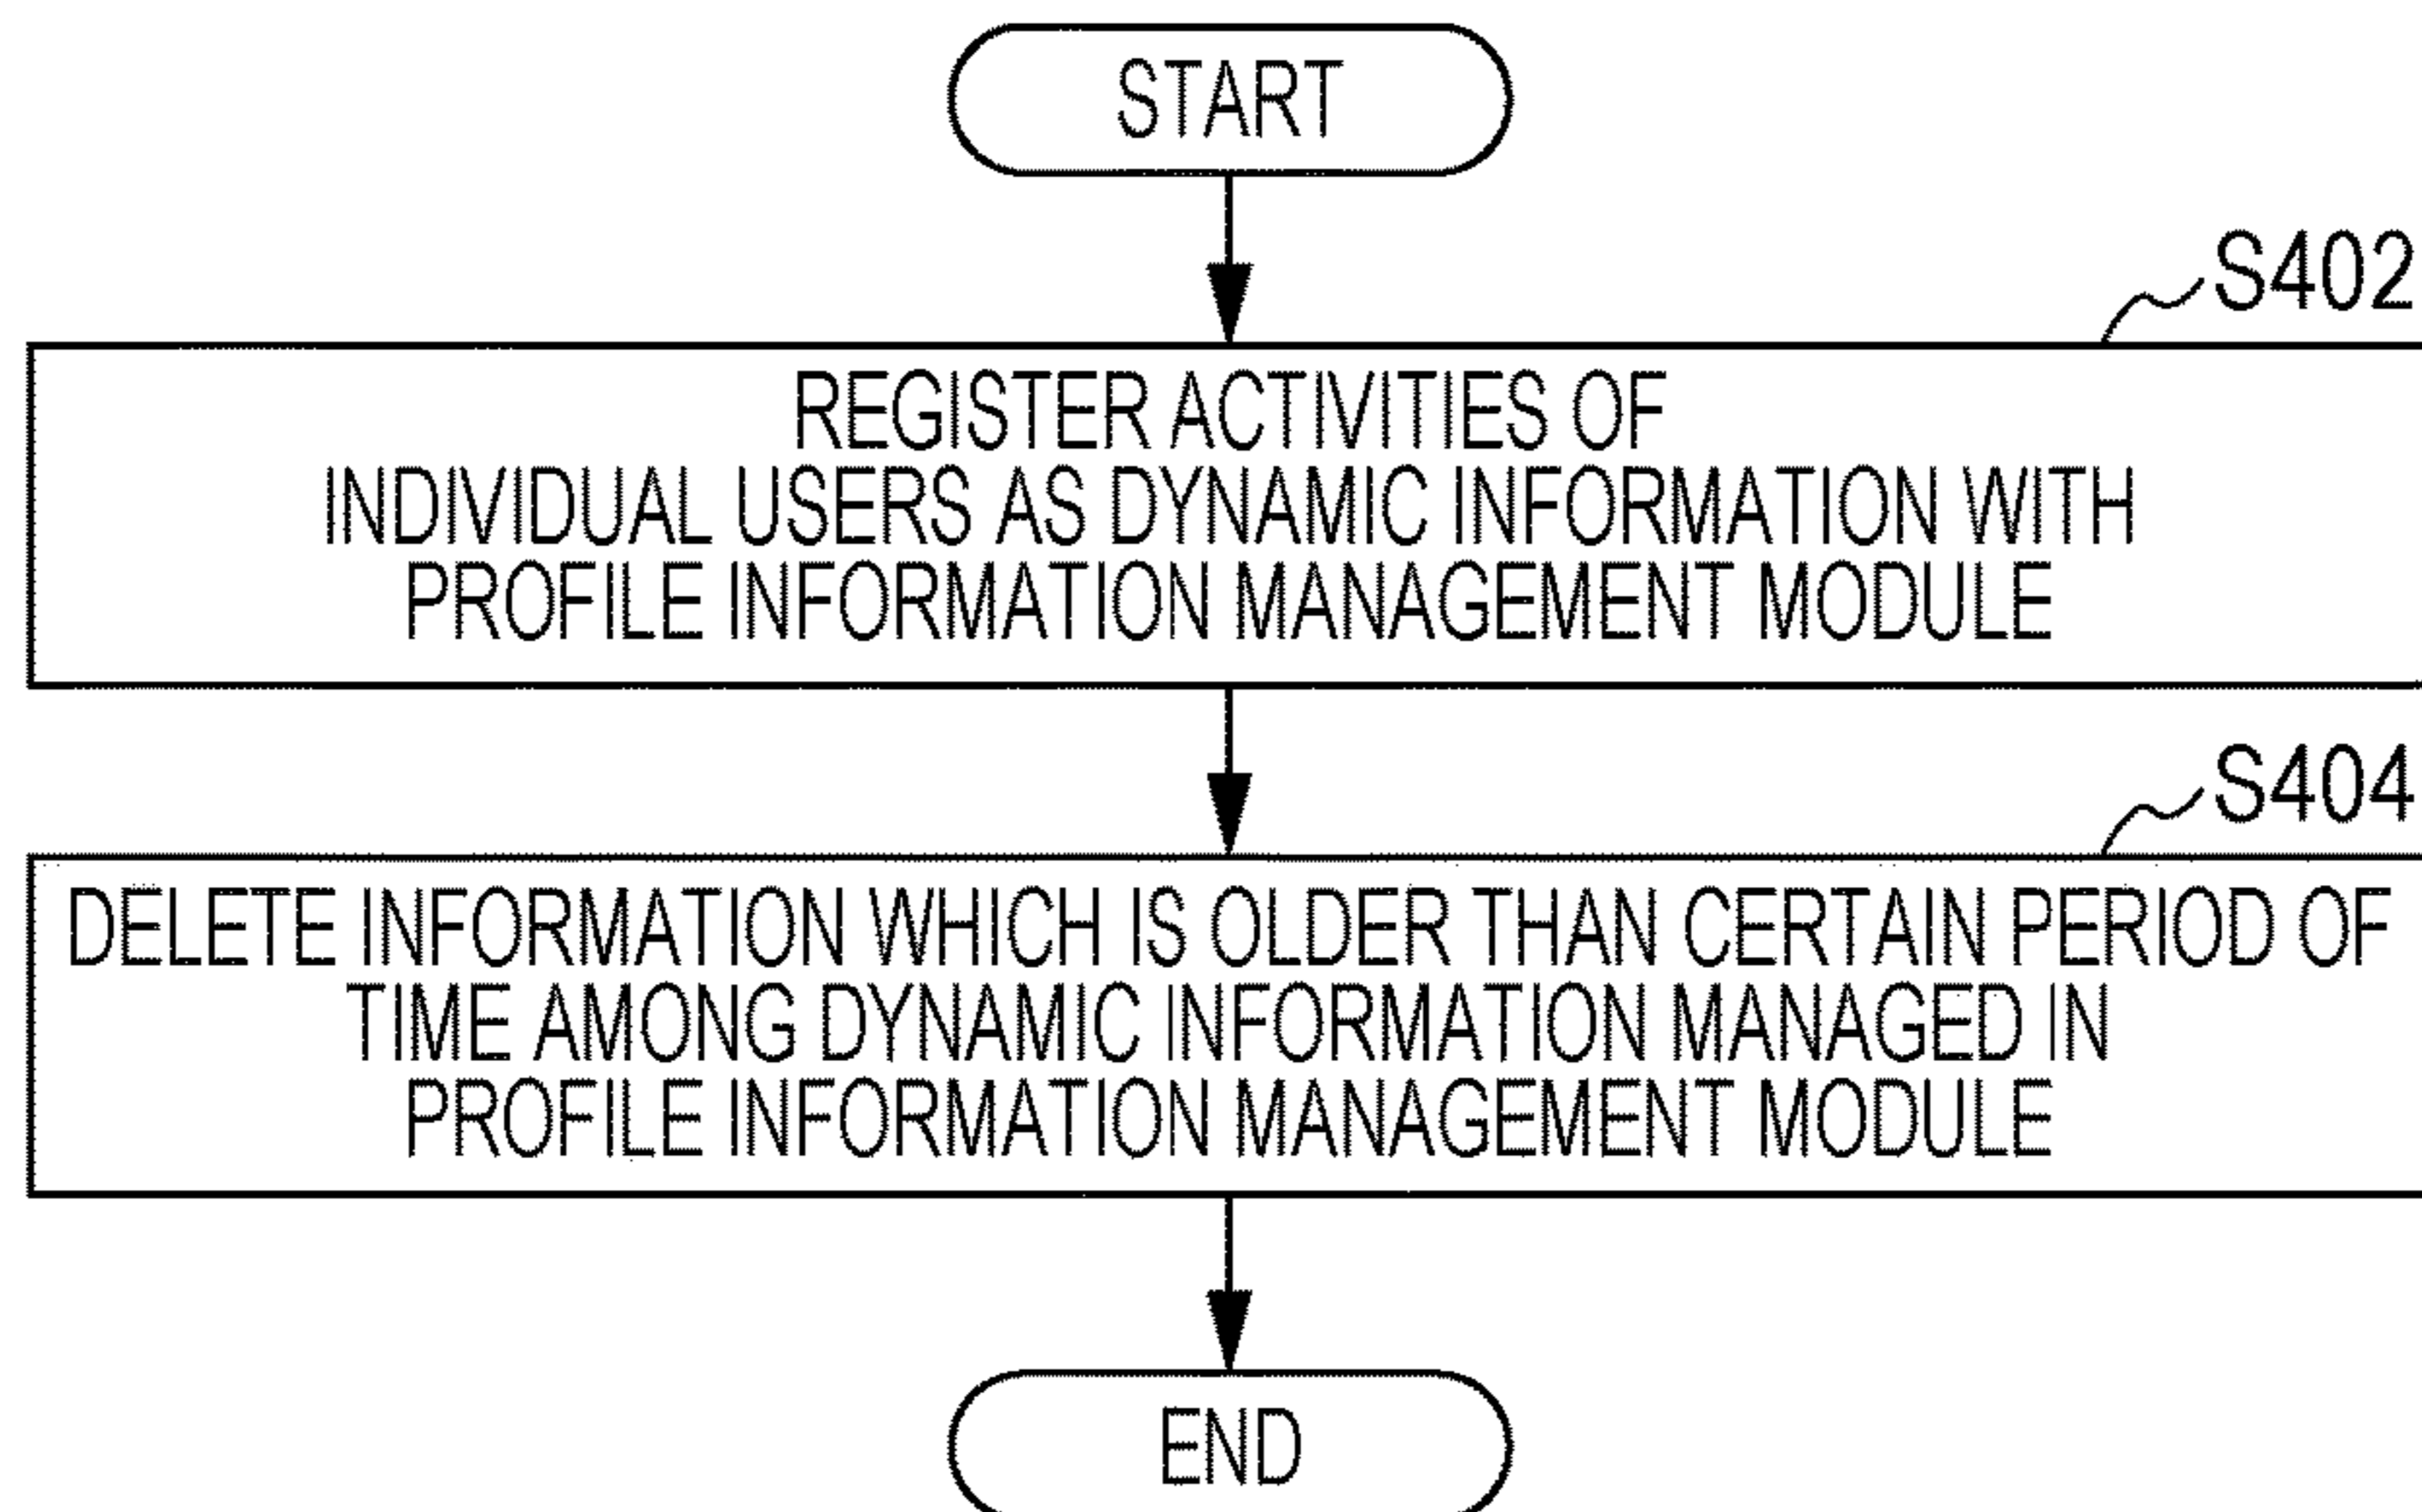 START
S402
REGISTER ACTIVITIES OF
INDIVIDUAL USERS AS DYNAMIC INFORMATION WITH
PROFILE INFORMATION MANAGEMENT MODULE
S404
DELETE INFORMATION WHICH IS OLDER THAN CERTAIN PERIOD OF
TIME AMONG DYNAMIC INFORMATION MANAGED IN
PROFILE INFORMATION MANAGEMENT MODULE
END